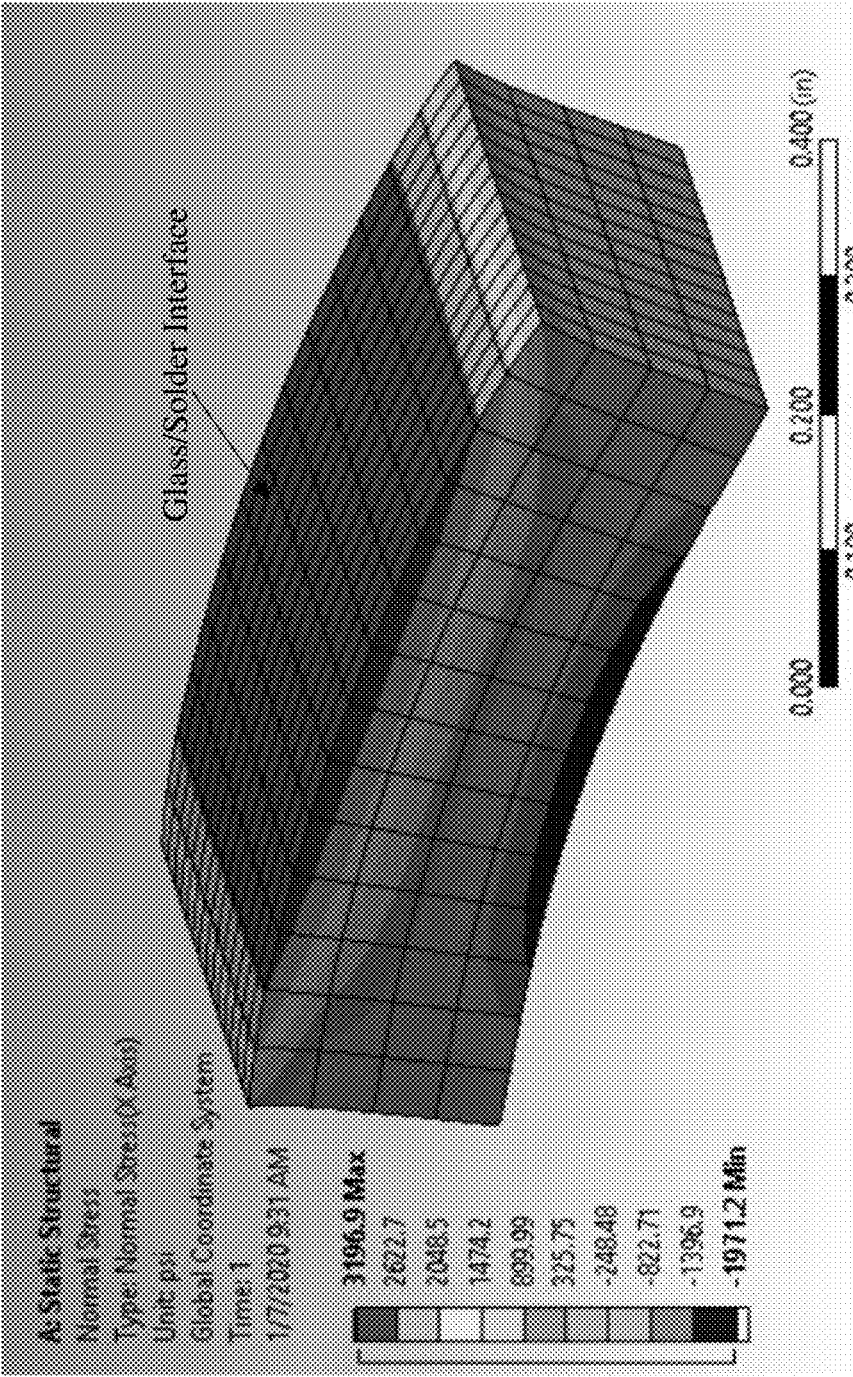 A: Static Structural
Normal Stress
Type: Normal Stress(X Axis)
Unit: psi
Global Coordinate System
Time: 1
1/7/2020 9:31 AM
3196.9 Max
2622.7
2048.5
1474.2
899.99
325.75
-248.48
-822.71
-1396.9
-1971.2 Min
Glass/Solder Interface
0.000
0.200
0.400 (in)